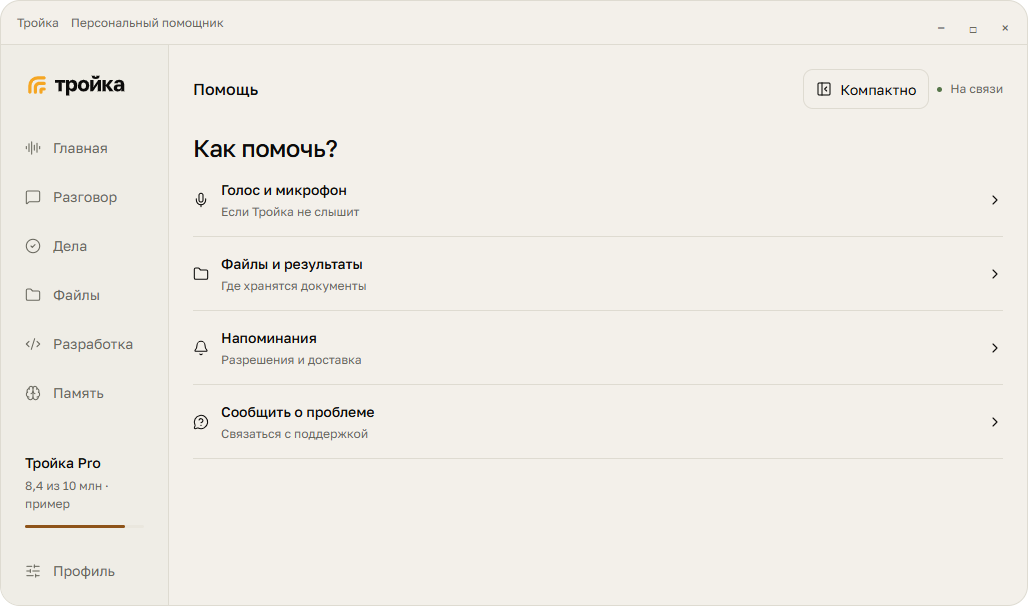 Тройка Персональный помощник
тройка
Главная
Разговор
Дела
Файлы
Разработка
Память
Тройка Pro
8,4 из 10 млн ·
пример
Профиль
Помощь
Компактно
На связи
Как помочь?
Голос и микрофон
Если Тройка не слышит
Файлы и результаты
Где хранятся документы
Напоминания
Разрешения и доставка
Сообщить о проблеме
Связаться с поддержкой